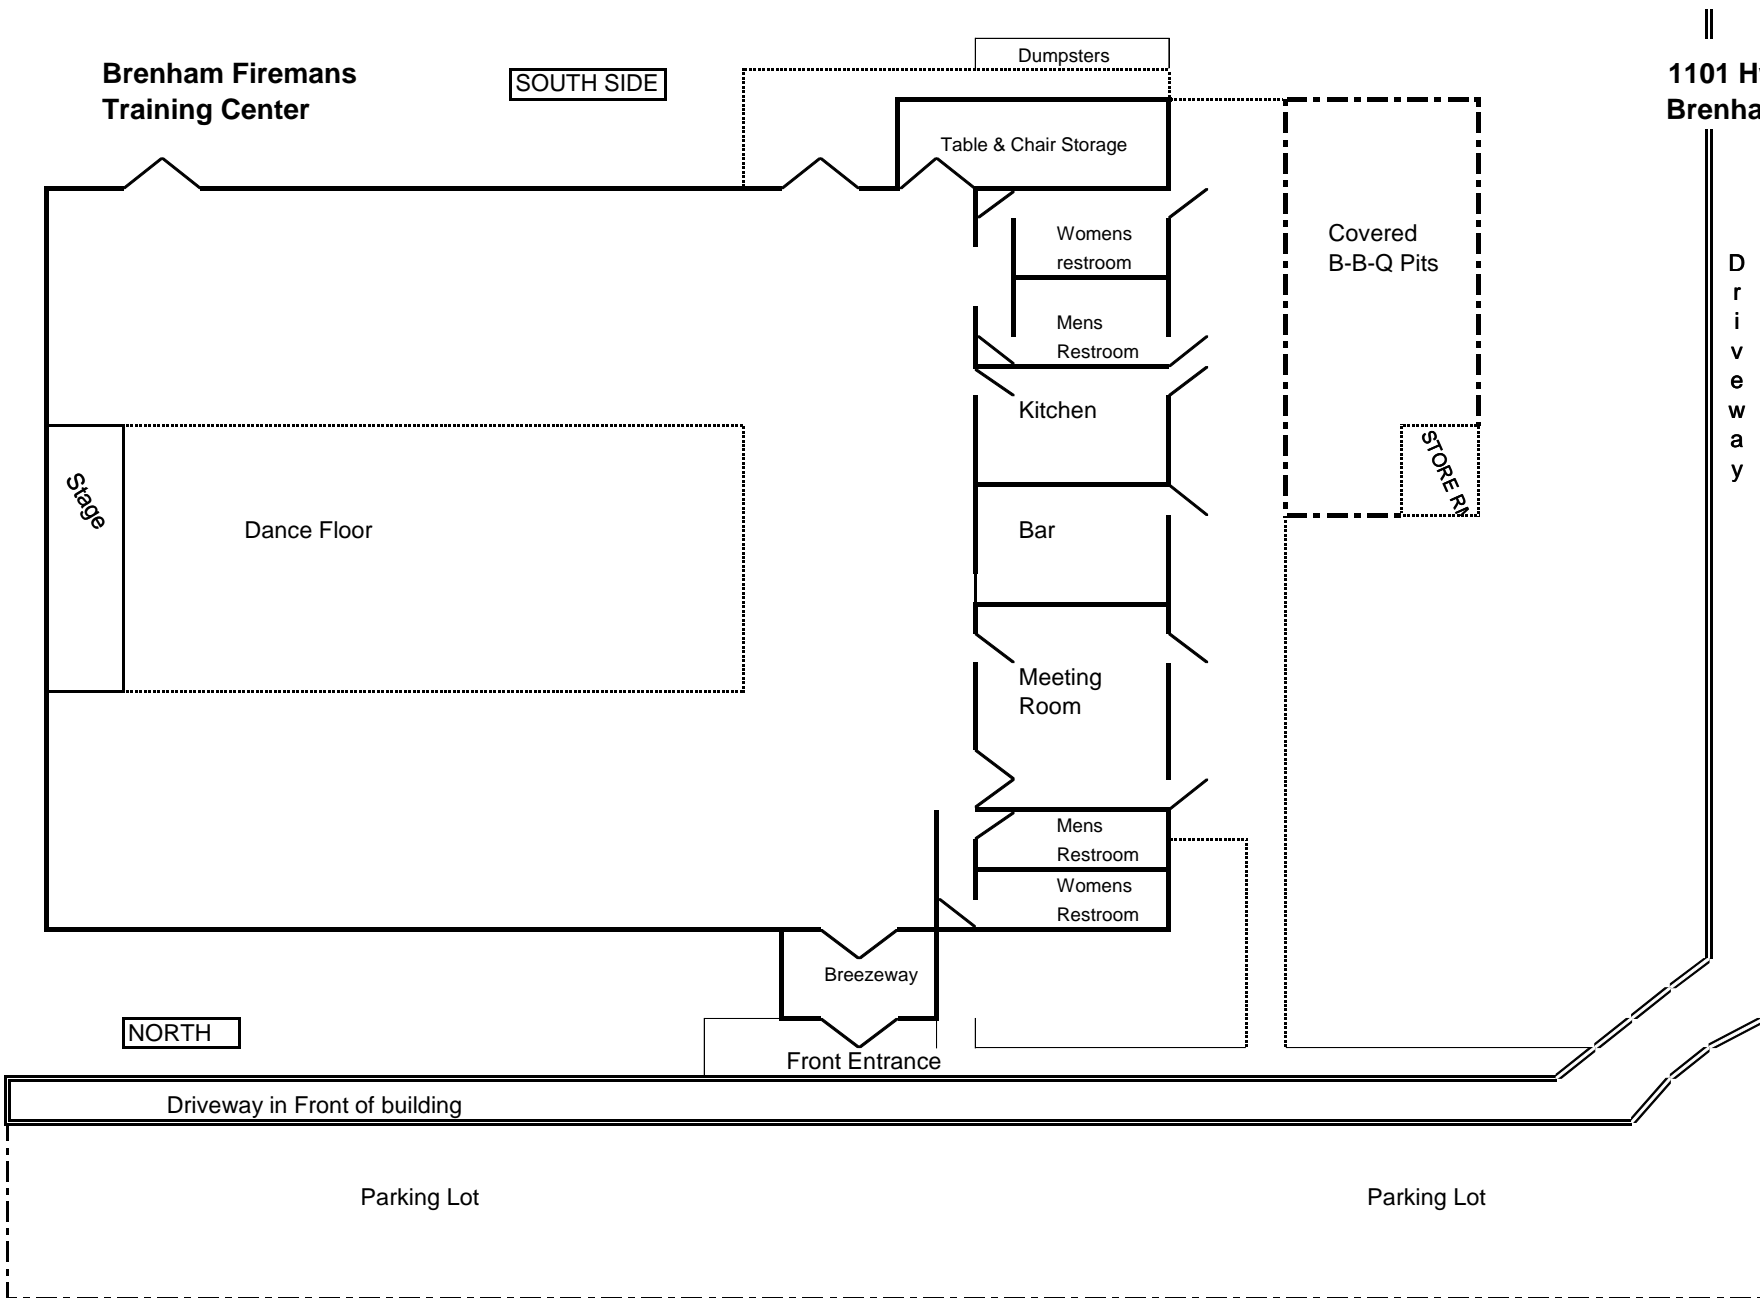 Dumpsters
Brenham Firemans
Training Center
SOUTH SIDE
1101
Table & Chair Storage
Womens
restroom
Covered
B-B-Q Pits
Driveway
Mens
Restroom
Kitchen
STORE
Stage
Dance Floor
Bar
Meeting
Room
Mens
Restroom
Womens
Restroom
Breezeway
NORTH
Front Entrance
Driveway in Front of building
Parking Lot
Parking Lot